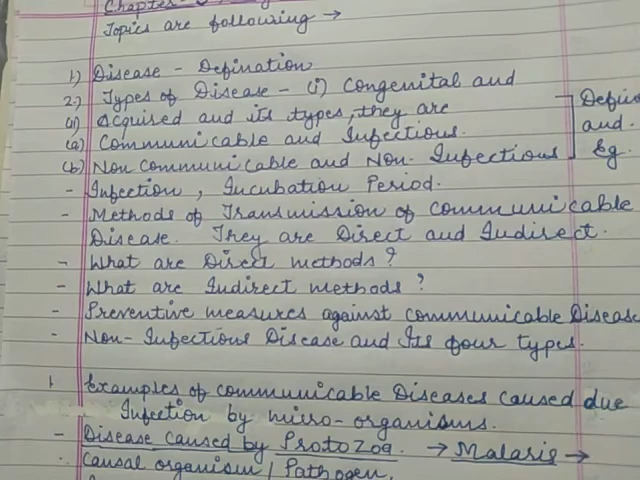 Chapter-
Topics are following →
1) Disease - Defination
2) Types of Disease - (i) Congenital and
(ii) Acquired and its types, they are
(a) Communicable and Infectious.
(b) Non Communicable and Non-Infectious
Defin
and.
Eg.
- Infection, Incubation Period.
- Methods of Transmission of communicable
Disease. They are Direct and Indirect.
- What are Direct methods?
- What are Indirect methods?
- Preventive measures against communicable Disease
- Non-Infectious Disease and Its four types.
1. Examples of communicable Diseases caused due
Infection by micro-organisms.
- Disease caused by Protozoa. → Malaria →
Causal organism / Pathogen,